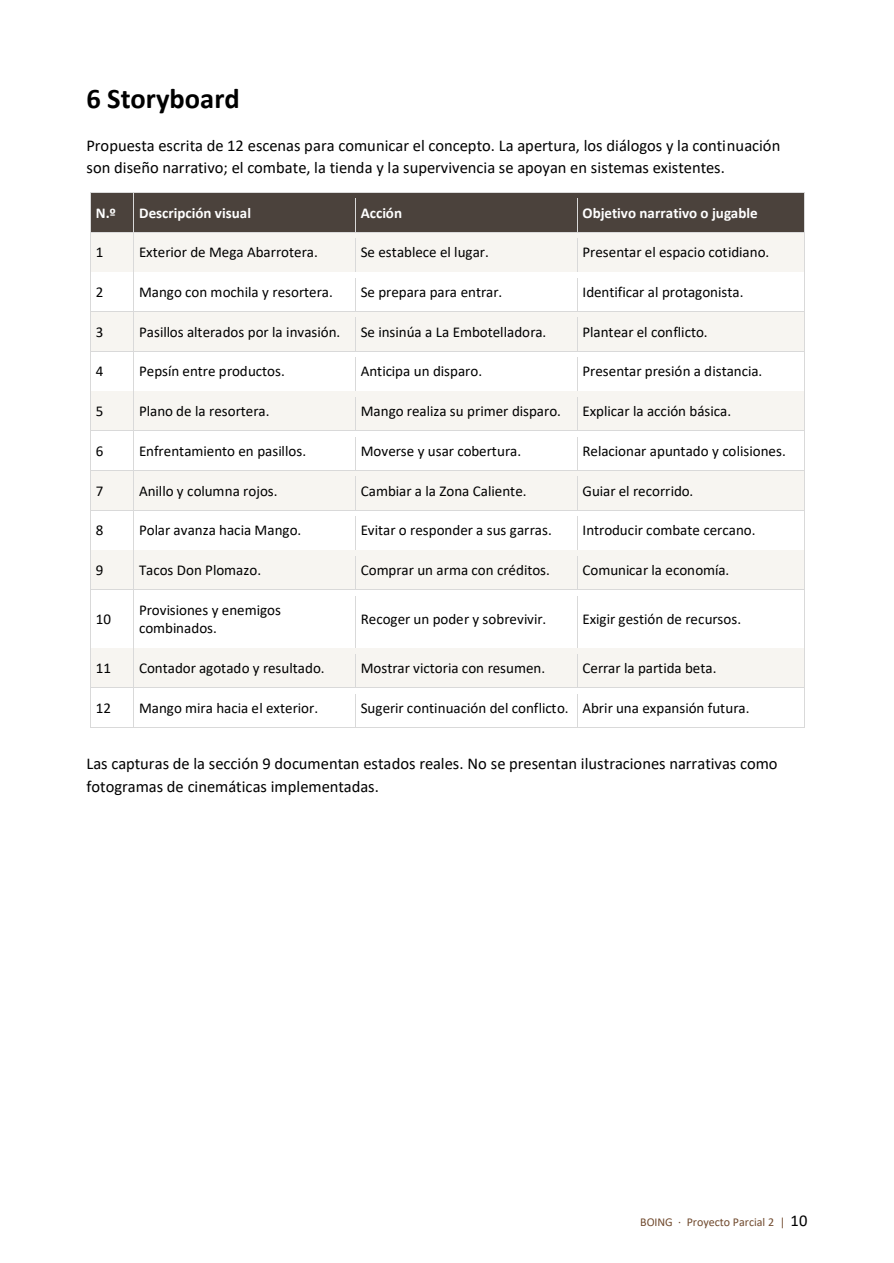 6 Storyboard
Propuesta escrita de 12 escenas para comunicar el concepto. La apertura, los diálogos y la continuación
son diseño narrativo; el combate, la tienda y la supervivencia se apoyan en sistemas existentes.
N.º Descripción visual Acción Objetivo narrativo o jugable
1 Exterior de Mega Abarrotera. Se establece el lugar. Presentar el espacio cotidiano.
2 Mango con mochila y resortera. Se prepara para entrar. Identificar al protagonista.
3 Pasillos alterados por la invasión. Se insinúa a La Embotelladora. Plantear el conflicto.
4 Pepsín entre productos. Anticipa un disparo. Presentar presión a distancia.
5 Plano de la resortera. Mango realiza su primer disparo. Explicar la acción básica.
6 Enfrentamiento en pasillos. Moverse y usar cobertura. Relacionar apuntado y colisiones.
7 Anillo y columna rojos. Cambiar a la Zona Caliente. Guiar el recorrido.
8 Polar avanza hacia Mango. Evitar o responder a sus garras. Introducir combate cercano.
9 Tacos Don Plomazo. Comprar un arma con créditos. Comunicar la economía.
10 Provisiones y enemigos
combinados. Recoger un poder y sobrevivir. Exigir gestión de recursos.
11 Contador agotado y resultado. Mostrar victoria con resumen. Cerrar la partida beta.
12 Mango mira hacia el exterior. Sugerir continuación del conflicto. Abrir una expansión futura.
Las capturas de la sección 9 documentan estados reales. No se presentan ilustraciones narrativas como
fotogramas de cinemáticas implementadas.
BOING · Proyecto Parcial 2 | 10